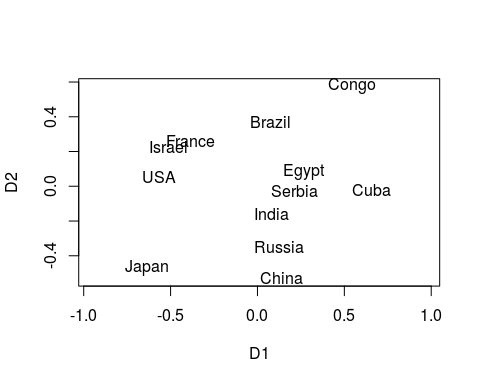 Congo
Brazil
France
Israel
USA
Egypt
Serbia
Cuba
India
Russia
Japan
China
D2
0.4
0.0
-0.4
-1.0 -0.5 0.0 0.5 1.0
D1